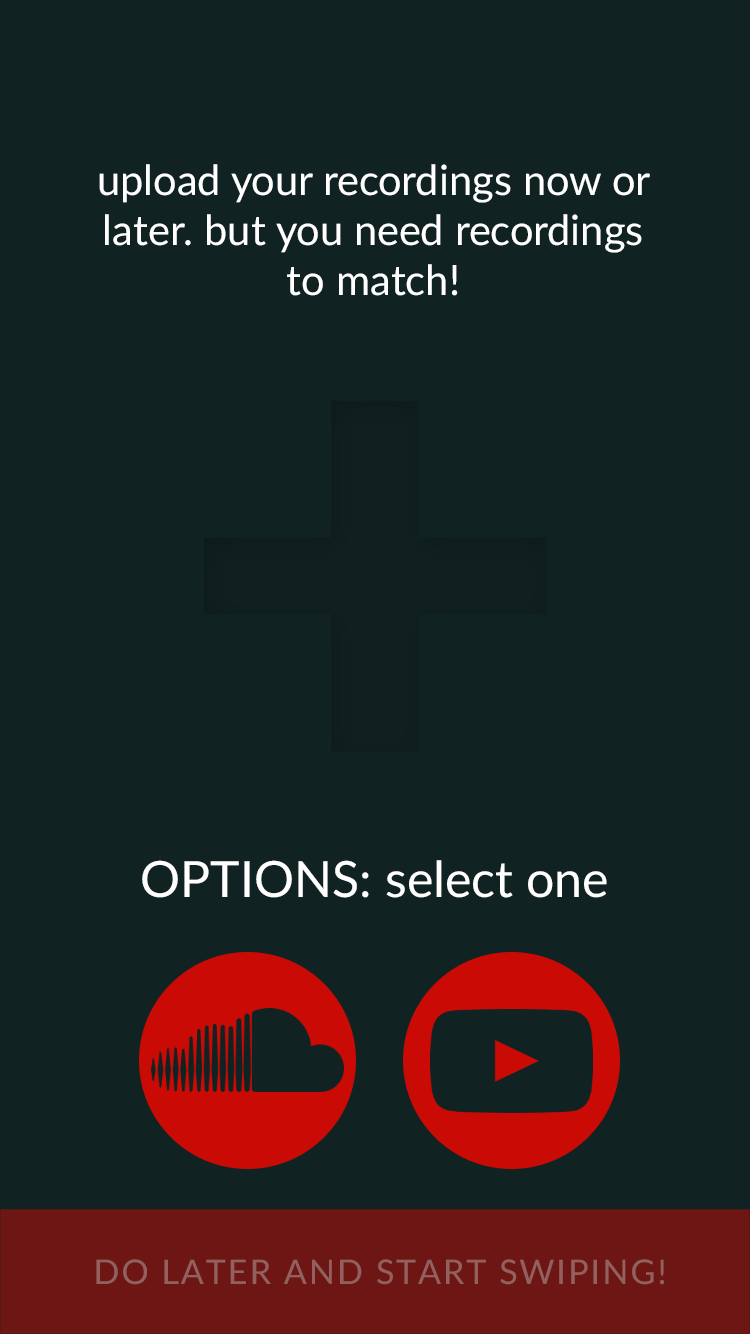 upload your recordings now or
later. but you need recordings
to match!
OPTIONS: select one
DO LATER AND START SWIPING!